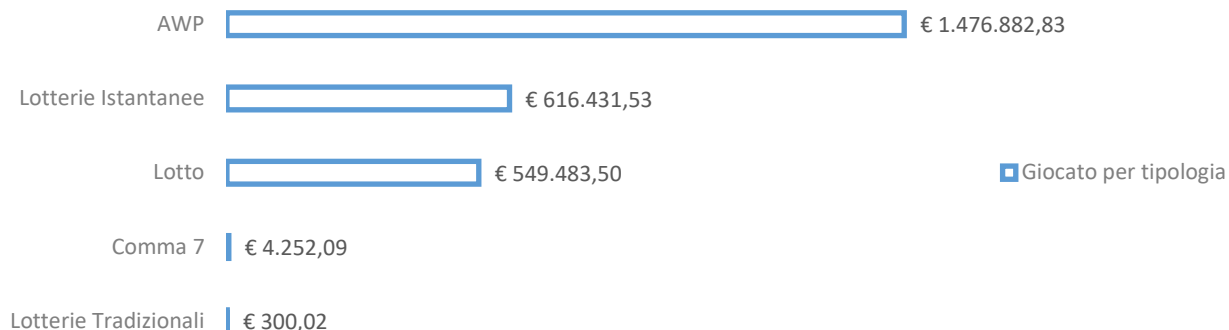 AWP € 1.476.882,83
Lotterie Istantanee € 616.431,53
Lotto € 549.483,50
Giocato per tipologia
Comma 7 € 4.252,09
Lotterie Tradizionali € 300,02